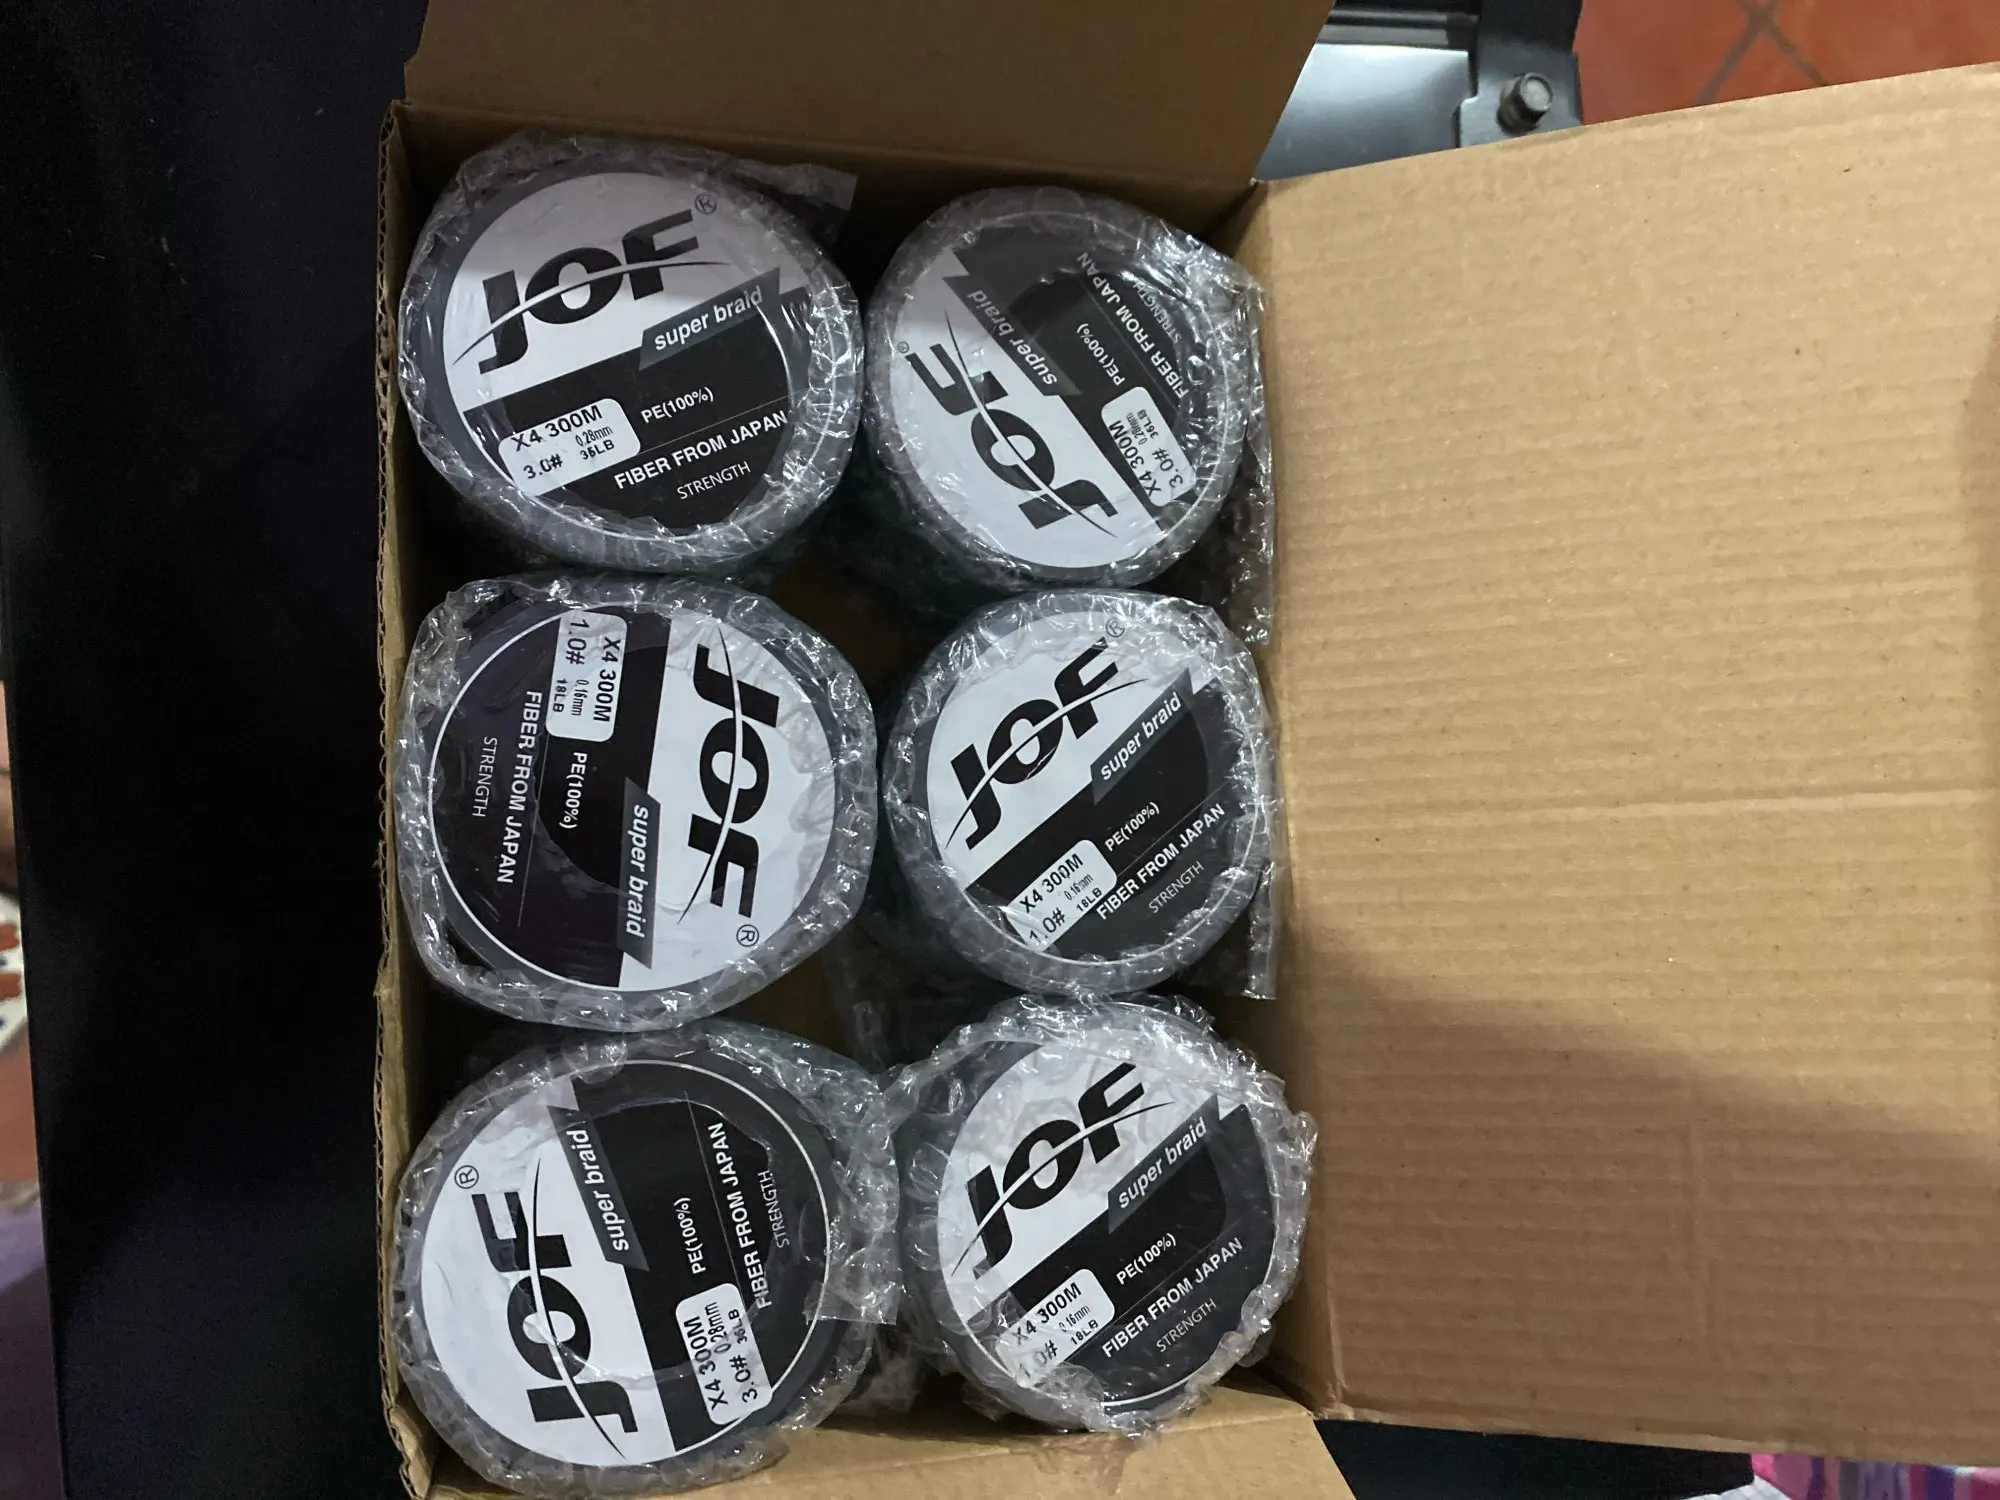 JOF®
super braid
X4 300M
0.28mm
3.0# 36LB
PE(100%)
FIBER FROM JAPAN
STRENGTH
JOF®
super braid
X4 300M
0.28mm
3.0# 36LB
PE(100%)
FIBER FROM JAPAN
STRENGTH
JOF®
super braid
X4 300M
0.16mm
1.0# 18LB
PE(100%)
FIBER FROM JAPAN
STRENGTH
JOF®
super braid
X4 300M
0.16mm
1.0# 18LB
PE(100%)
FIBER FROM JAPAN
STRENGTH
JOF®
super braid
X4 300M
0.28mm
3.0# 36LB
PE(100%)
FIBER FROM JAPAN
STRENGTH
JOF
super braid
X4 300M
0.16mm
1.0# 18LB
PE(100%)
FIBER FROM JAPAN
STRENGTH